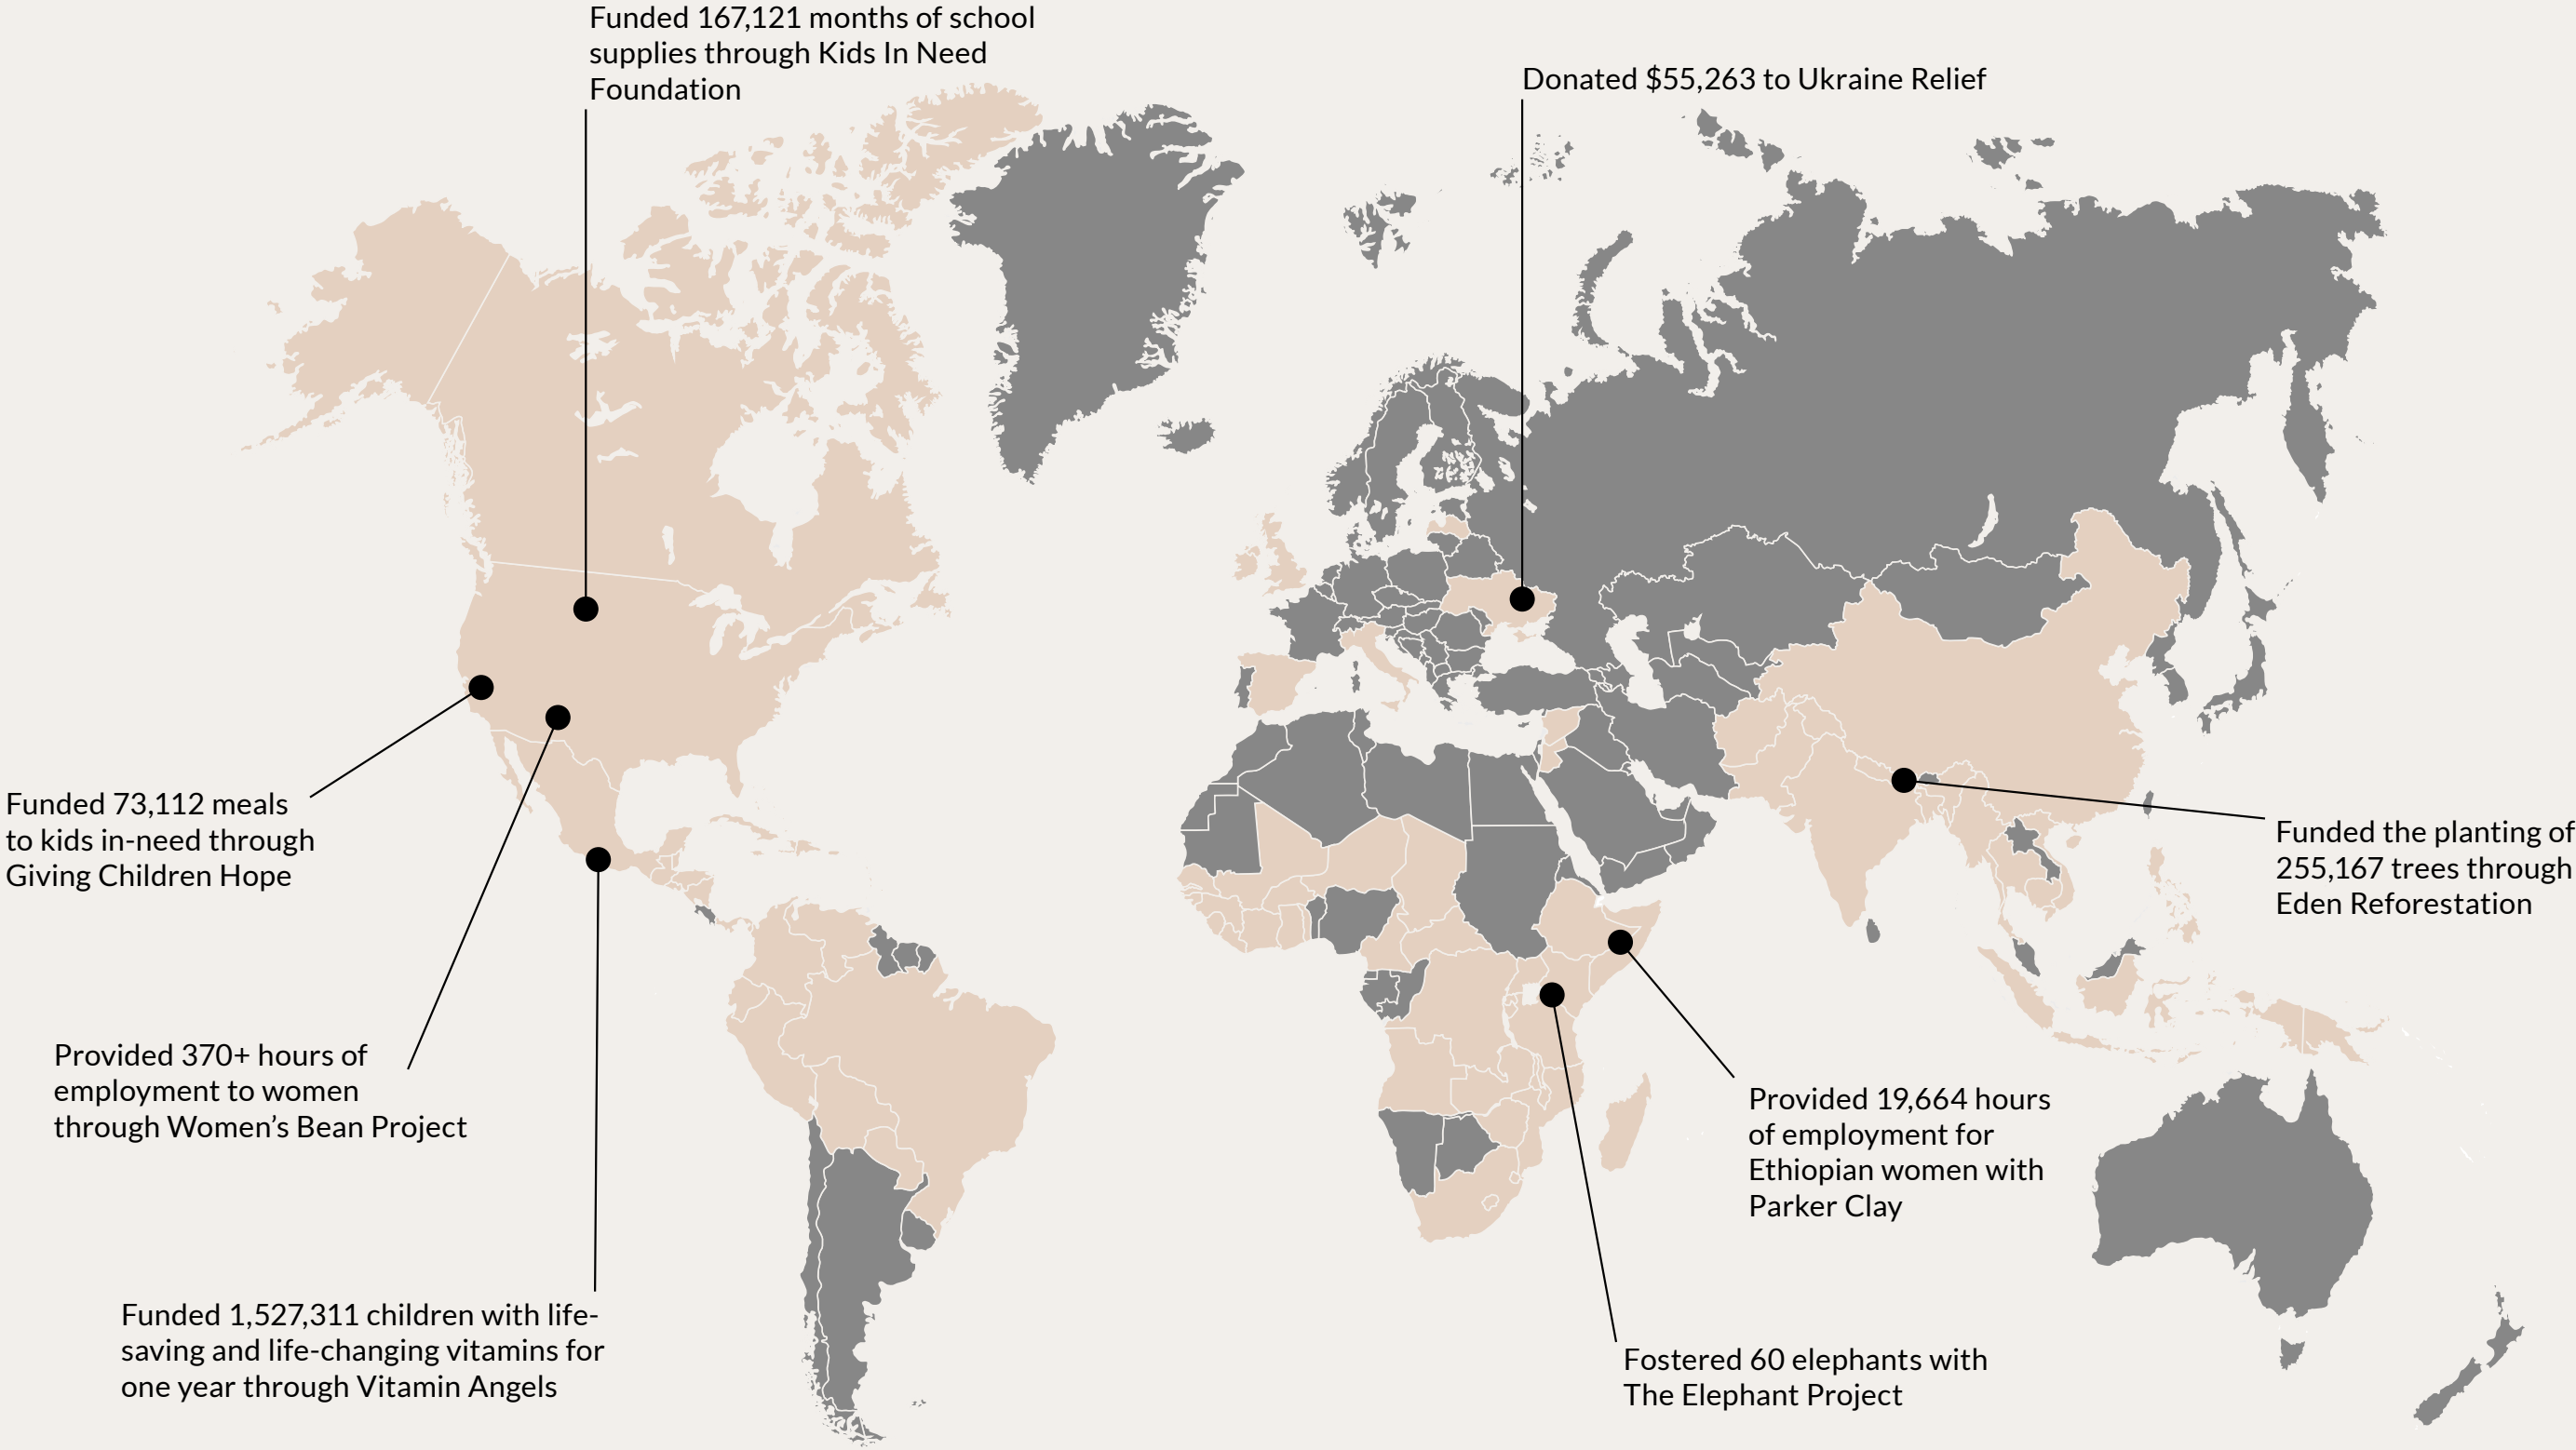 Funded 167,121 months of school
supplies through Kids In Need
Foundation
Donated $55,263 to Ukraine Relief
Funded 73,112 meals
to kids in-need through
Giving Children Hope
Funded the planting of
255,167 trees through
Eden Reforestation
Provided 370+ hours of
employment to women
through Women’s Bean Project
Provided 19,664 hours
of employment for
Ethiopian women with
Parker Clay
Funded 1,527,311 children with life-
saving and life-changing vitamins for
one year through Vitamin Angels
Fostered 60 elephants with
The Elephant Project